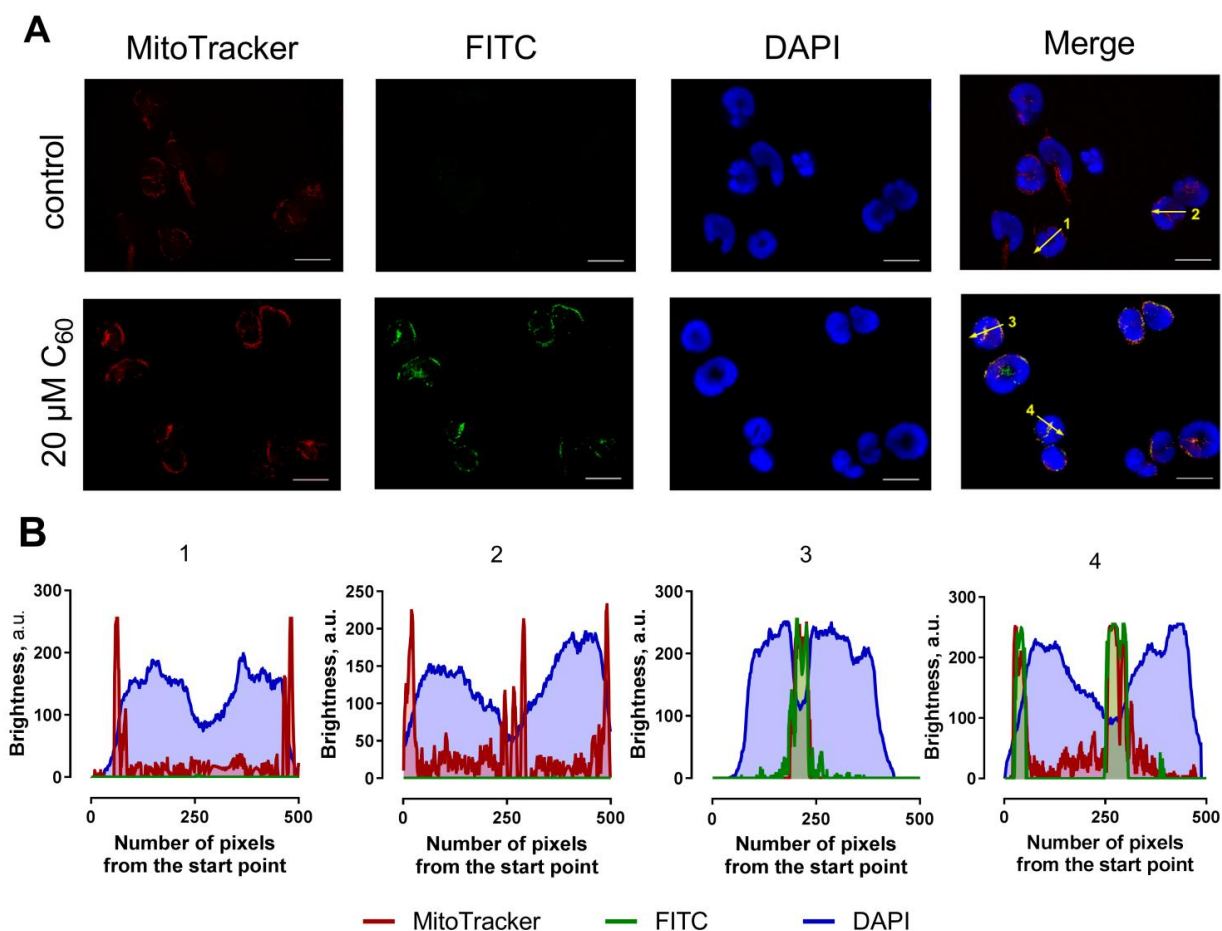 A
MitoTracker FITC DAPI Merge
control
1
2
20 μM C₆₀
3
4
B
1 2 3 4
Brightness, a.u.
300
200
100
0
0 250 500
Number of pixels
from the start point
Brightness, a.u.
250
200
150
100
50
0
0 250 500
Number of pixels
from the start point
Brightness, a.u.
300
200
100
0
0 250 500
Number of pixels
from the start point
Brightness, a.u.
300
200
100
0
0 250 500
Number of pixels
from the start point
MitoTracker FITC DAPI